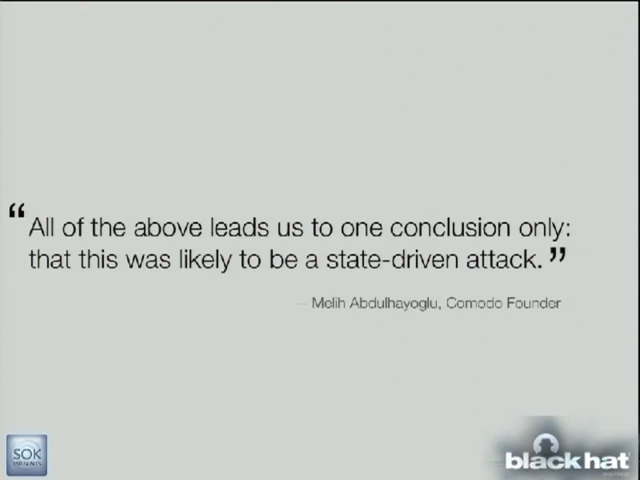 “All of the above leads us to one conclusion only:
that this was likely to be a state-driven attack.”
-- Melih Abdulhayoglu, Comodo Founder
SOK
black hat